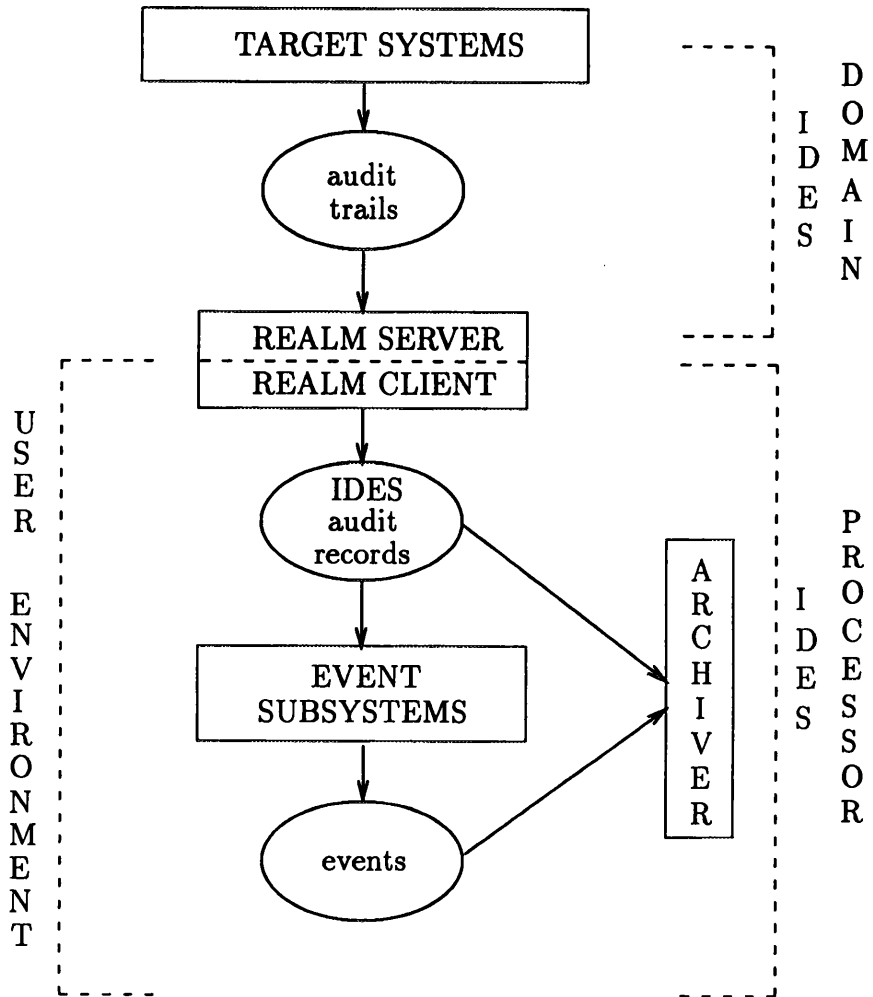 TARGET SYSTEMS
audit
trails
REALM SERVER
REALM CLIENT
IDES
audit
records
EVENT
SUBSYSTEMS
events
ARCHIVER
USER ENVIRONMENT
IDES
DOMAIN
IDES
PROCESSOR